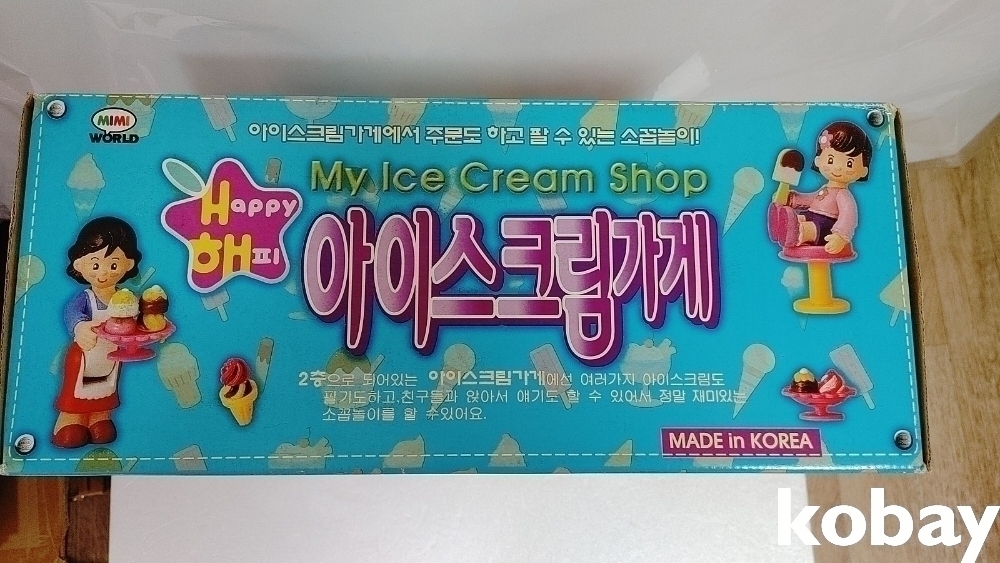 MIMI
WORLD
아이스크림가게에서 주문도 하고 팔 수 있는 소꼽놀이!
My Ice Cream Shop
Happy
해피
아이스크림가게
2층으로 되어있는 아이스크림가게에선 여러가지 아이스크림도
팔기도하고,친구들과 앉아서 얘기도 할 수 있어서 정말 재미있는
소꼽놀이를 할 수있어요.
MADE in KOREA
kobay